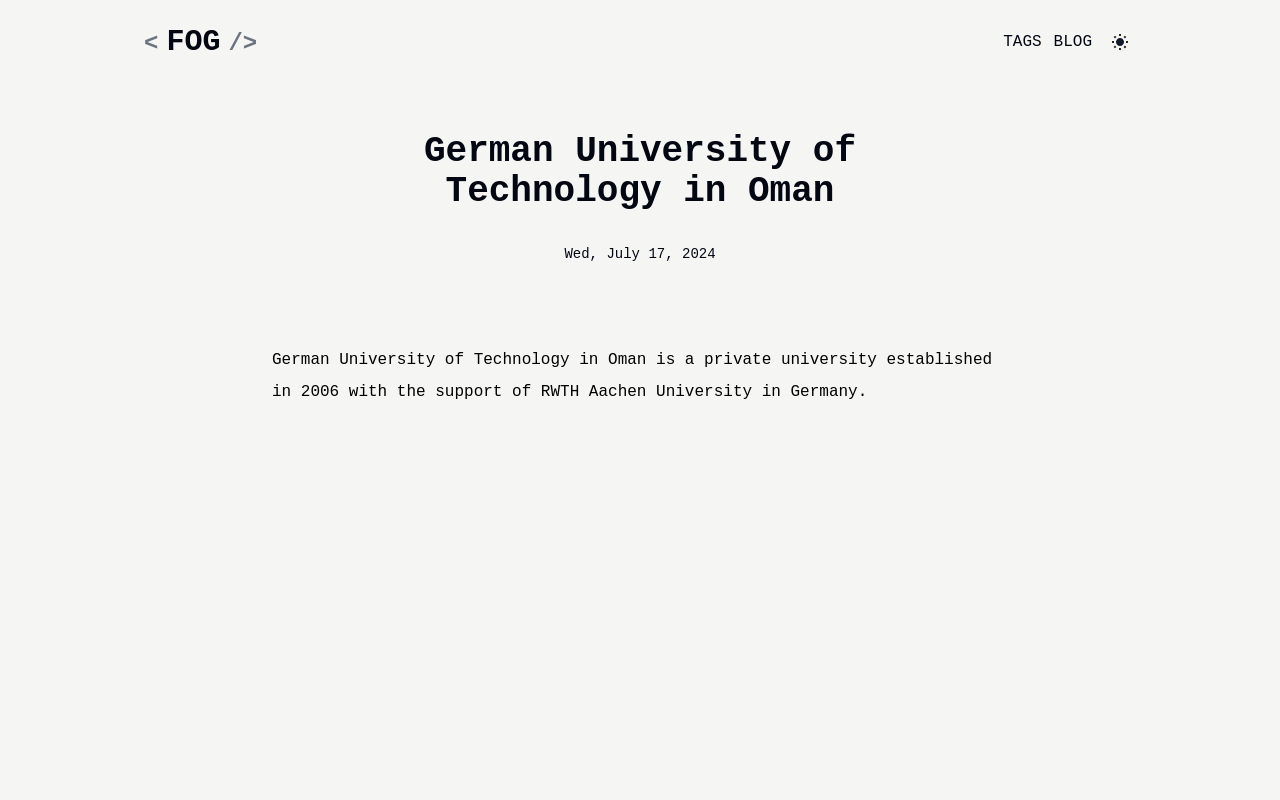 < FOG />
TAGS BLOG
German University of
Technology in Oman
Wed, July 17, 2024
German University of Technology in Oman is a private university established
in 2006 with the support of RWTH Aachen University in Germany.